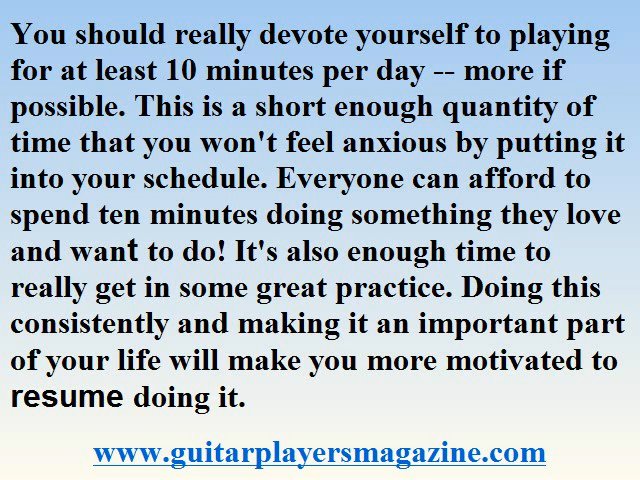 You should really devote yourself to playing
for at least 10 minutes per day -- more if
possible. This is a short enough quantity of
time that you won't feel anxious by putting it
into your schedule. Everyone can afford to
spend ten minutes doing something they love
and want to do! It's also enough time to
really get in some great practice. Doing this
consistently and making it an important part
of your life will make you more motivated to
resume doing it.
www.guitarplayersmagazine.com